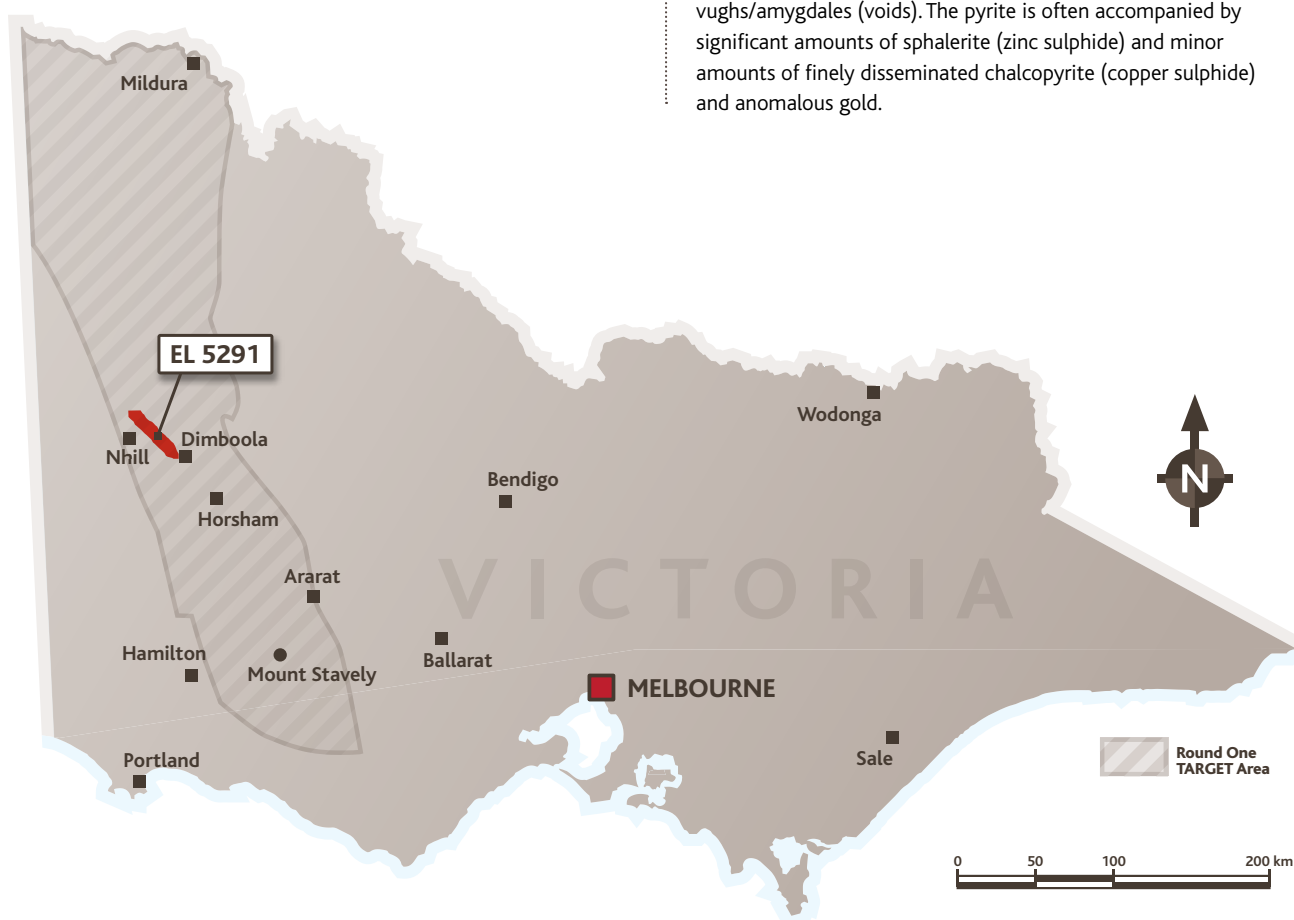 vughs/amygdales (voids). The pyrite is often accompanied by
significant amounts of sphalerite (zinc sulphide) and minor
amounts of finely disseminated chalcopyrite (copper sulphide)
and anomalous gold.
Mildura
EL 5291
Wodonga
Nhill
Dimboola
N
Bendigo
Horsham
Ararat
VICTORIA
Hamilton
Mount Stavely
Ballarat
MELBOURNE
Portland
Sale
Round One
TARGET Area
0 50 100 200 km